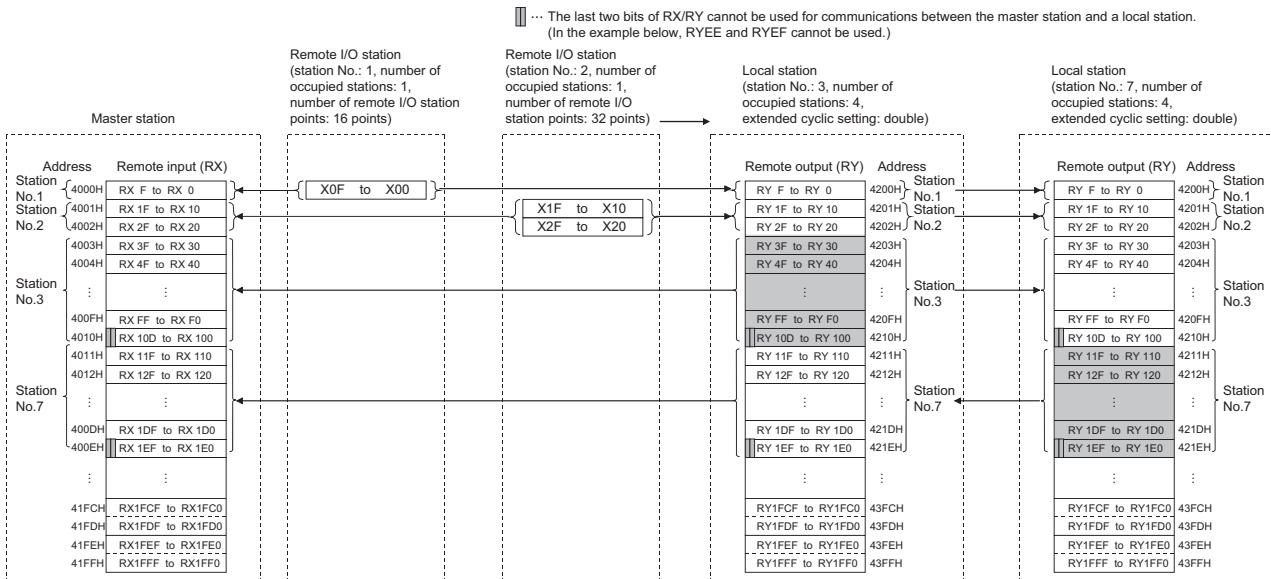 ··· The last two bits of RX/RY cannot be used for communications between the master station and a local station.
(In the example below, RYEE and RYEF cannot be used.)
Master station
Remote I/O station
(station No.: 1, number of
occupied stations: 1,
number of remote I/O station
points: 16 points)
Remote I/O station
(station No.: 2, number of
occupied stations: 1,
number of remote I/O
station points: 32 points)
Local station
(station No.: 3, number of
occupied stations: 4,
extended cyclic setting: double)
Local station
(station No.: 7, number of
occupied stations: 4,
extended cyclic setting: double)
Address Remote input (RX)
Station
No.1
4000H RX F to RX 0
Station
No.2
4001H RX 1F to RX 10
4002H RX 2F to RX 20
Station
No.3
4003H RX 3F to RX 30
4004H RX 4F to RX 40
⋮ ⋮
400FH RX FF to RX F0
4010H RX 10D to RX 100
Station
No.7
4011H RX 11F to RX 110
4012H RX 12F to RX 120
⋮ ⋮
400DH RX 1DF to RX 1D0
400EH RX 1EF to RX 1E0
⋮ ⋮
41FCH RX1FCF to RX1FC0
41FDH RX1FDF to RX1FD0
41FEH RX1FEF to RX1FE0
41FFH RX1FFF to RX1FF0
X0F to X00
X1F to X10
X2F to X20
Remote output (RY) Address
RY F to RY 0 4200H
Station
No.1
RY 1F to RY 10 4201H
RY 2F to RY 20 4202H
Station
No.2
RY 3F to RY 30 4203H
RY 4F to RY 40 4204H
⋮ ⋮
Station
No.3
RY FF to RY F0 420FH
RY 10D to RY 100 4210H
RY 11F to RY 110 4211H
RY 12F to RY 120 4212H
⋮ ⋮
Station
No.7
RY 1DF to RY 1D0 421DH
RY 1EF to RY 1E0 421EH
⋮ ⋮
RY1FCF to RY1FC0 43FCH
RY1FDF to RY1FD0 43FDH
RY1FEF to RY1FE0 43FEH
RY1FFF to RY1FF0 43FFH
Remote output (RY) Address
RY F to RY 0 4200H
Station
No.1
RY 1F to RY 10 4201H
RY 2F to RY 20 4202H
Station
No.2
RY 3F to RY 30 4203H
RY 4F to RY 40 4204H
⋮ ⋮
Station
No.3
RY FF to RY F0 420FH
RY 10D to RY 100 4210H
RY 11F to RY 110 4211H
RY 12F to RY 120 4212H
⋮ ⋮
Station
No.7
RY 1DF to RY 1D0 421DH
RY 1EF to RY 1E0 421EH
⋮ ⋮
RY1FCF to RY1FC0 43FCH
RY1FDF to RY1FD0 43FDH
RY1FEF to RY1FE0 43FEH
RY1FFF to RY1FF0 43FFH